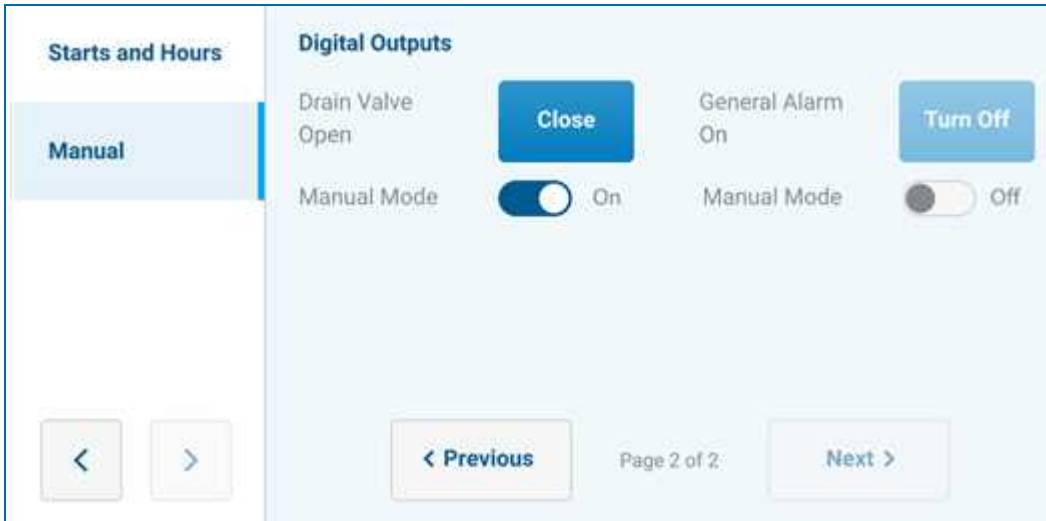 Starts and Hours
Manual
Digital Outputs
Drain Valve
Open
Close
General Alarm
On
Turn Off
Manual Mode
On
Manual Mode
Off
< Previous
Page 2 of 2
Next >